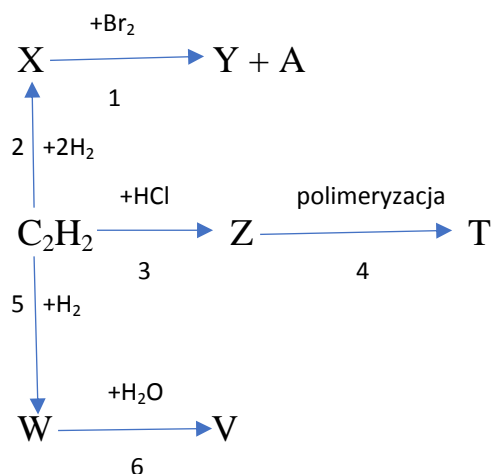 +Br₂
X Y + A
1
2 +2H₂
+HCl polimeryzacja
C₂H₂ Z T
3 4
5 +H₂
+H₂O
W V
6